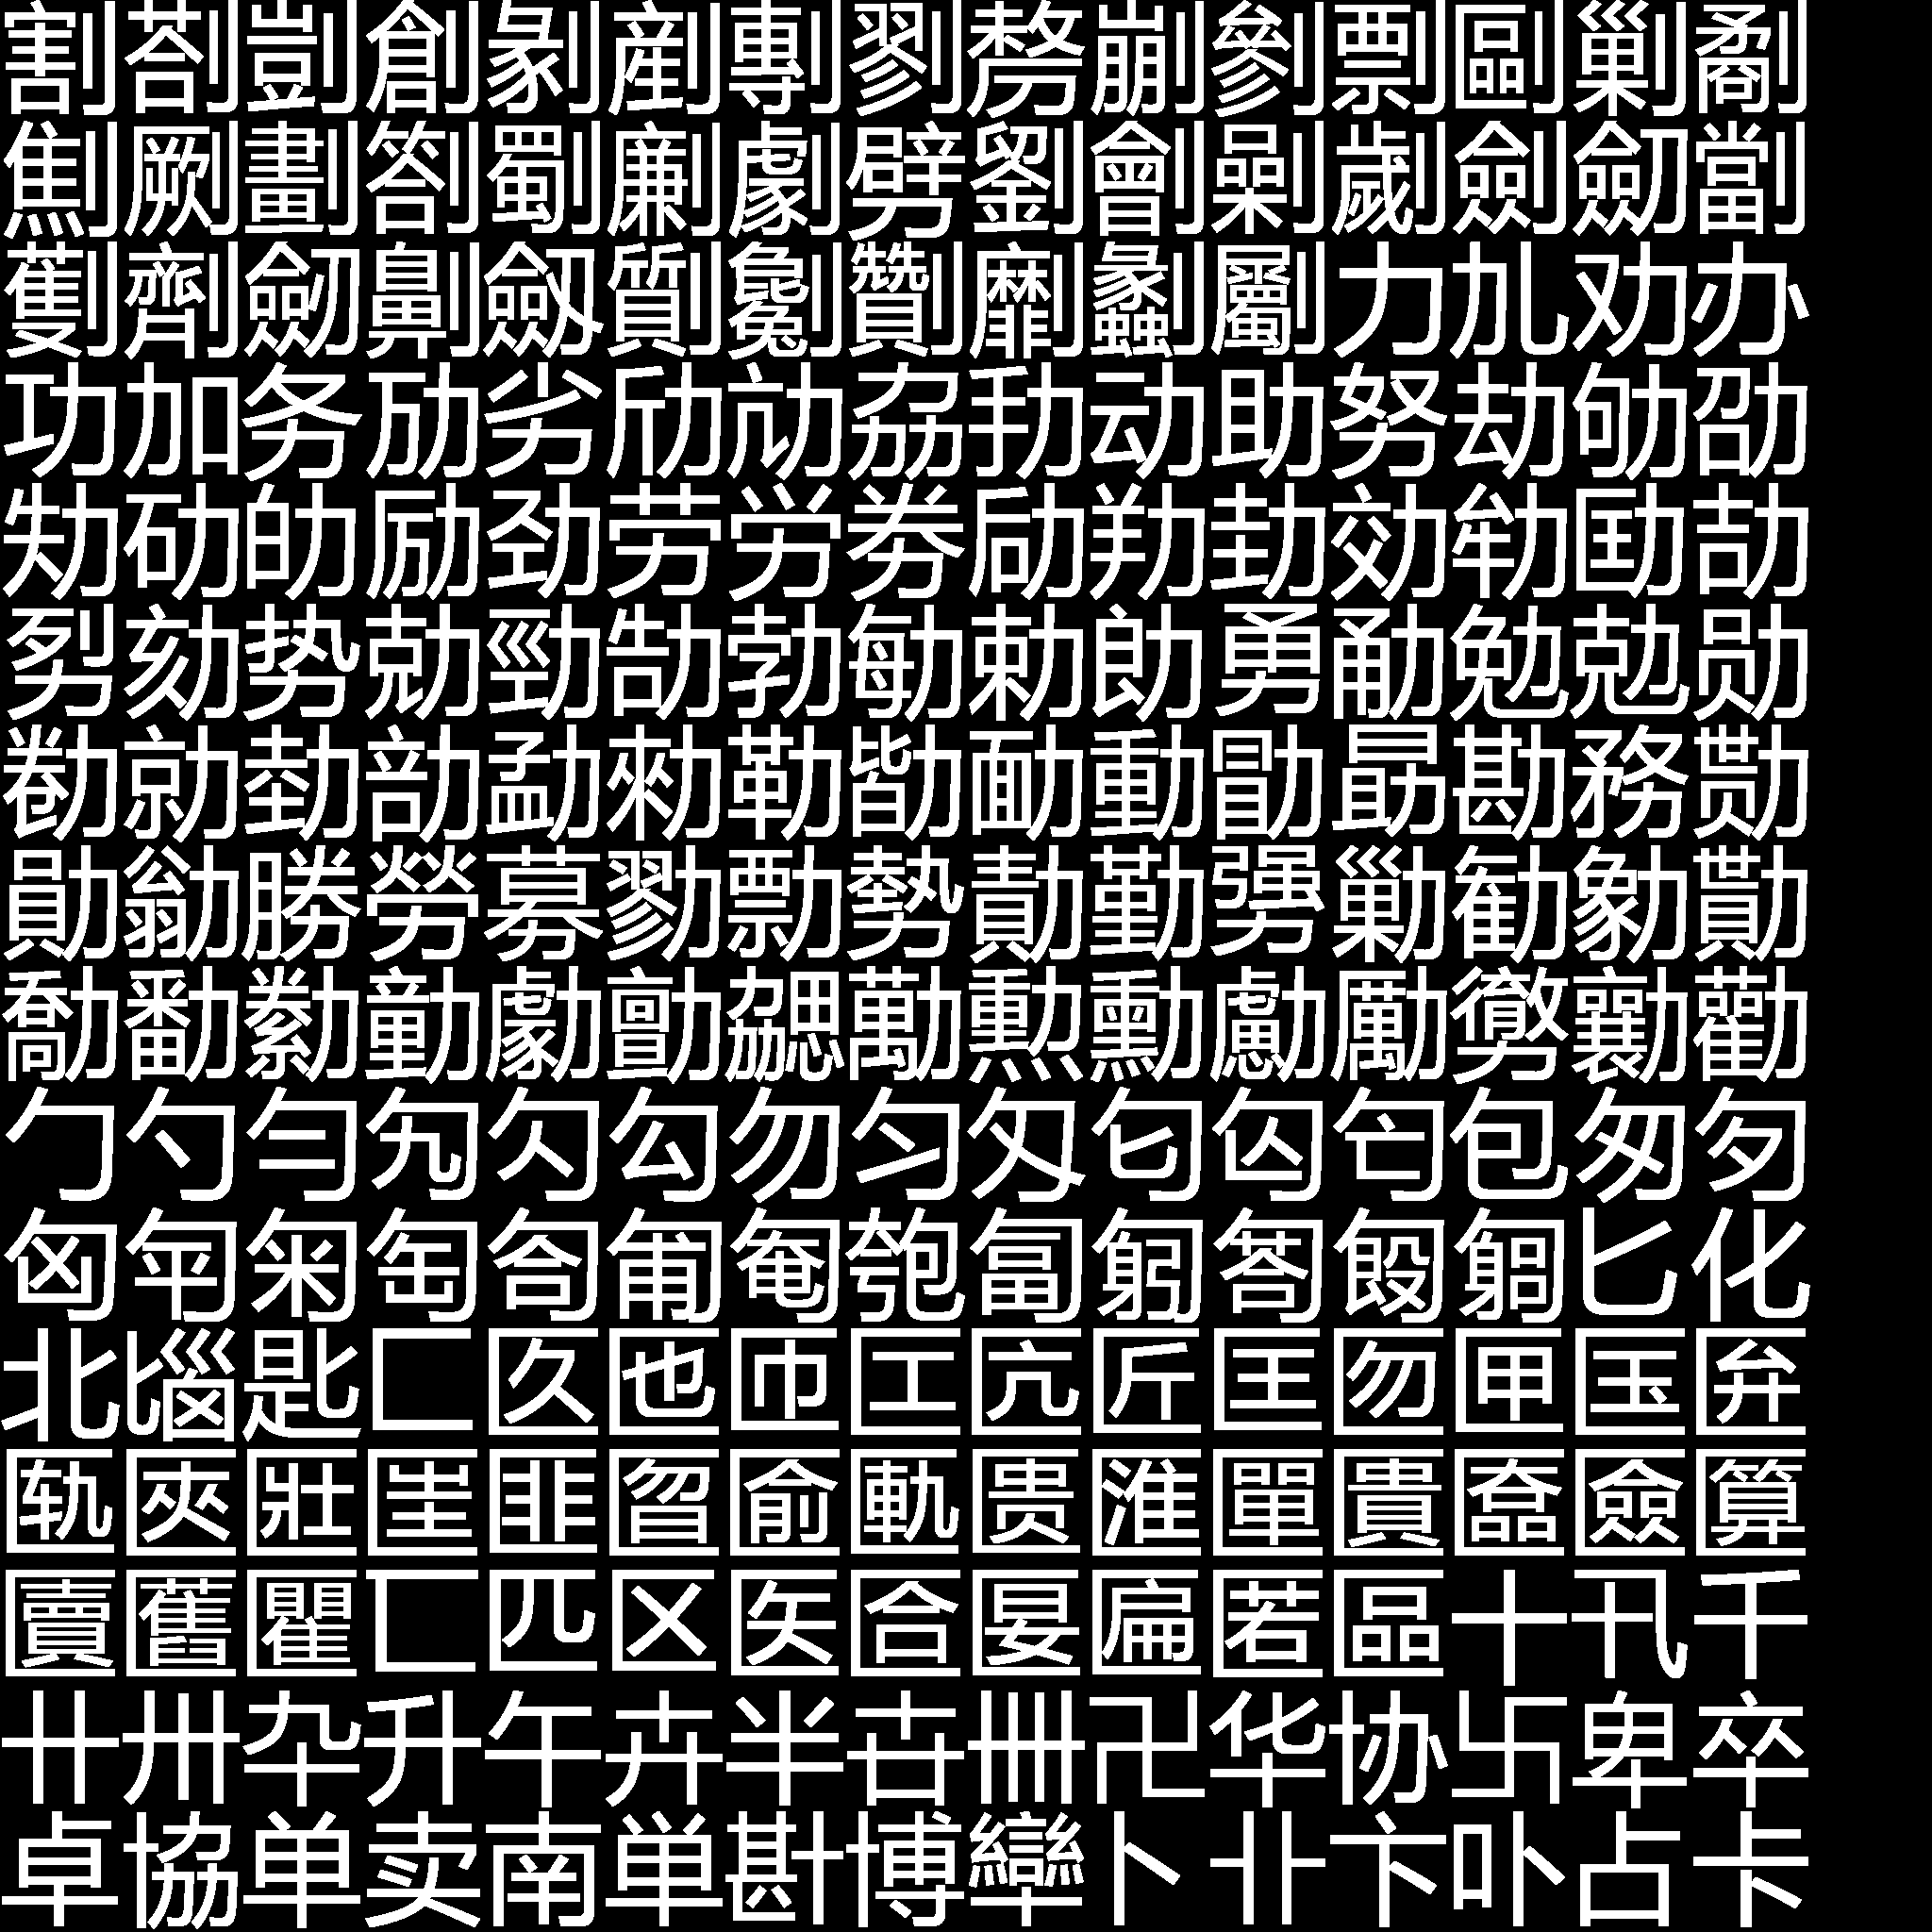 割剳剴創剶剷剸剹剺剻剼剽剾剿劀
劁劂劃劄劅劆劇劈劉劊劋劌劍劎劏
劐劑劒劓劔劕劖劗劘劙劚力劜劝办
功加务劢劣劤劥劦劧动助努劫劬劭
劮劯劰励劲劳労劵劶劷劸効劺劻劼
劽劾势勀勁勂勃勄勅勆勇勈勉勊勋
勌勍勎勏勐勑勒勓勔動勖勗勘務勚
勛勜勝勞募勠勡勢勣勤勥勦勧勨勩
勪勫勬勭勮勯勰勱勲勳勴勵勶勷勸
勹勺勻勼勽勾勿匀匁匂匃匄包匆匇
匈匉匊匋匌匍匎匏匐匑匒匓匔匕化
北匘匙匚匛匜匝匞匟匠匡匢匣匤匥
匦匧匨匩匪匫匬匭匮匯匰匱匲匳匴
匵匶匷匸匹区医匼匽匾匿區十卂千
卄卅卆升午卉半卋卌卍华协卐卑卒
卓協单卖南単卙博卛卜卝卞卟占卡